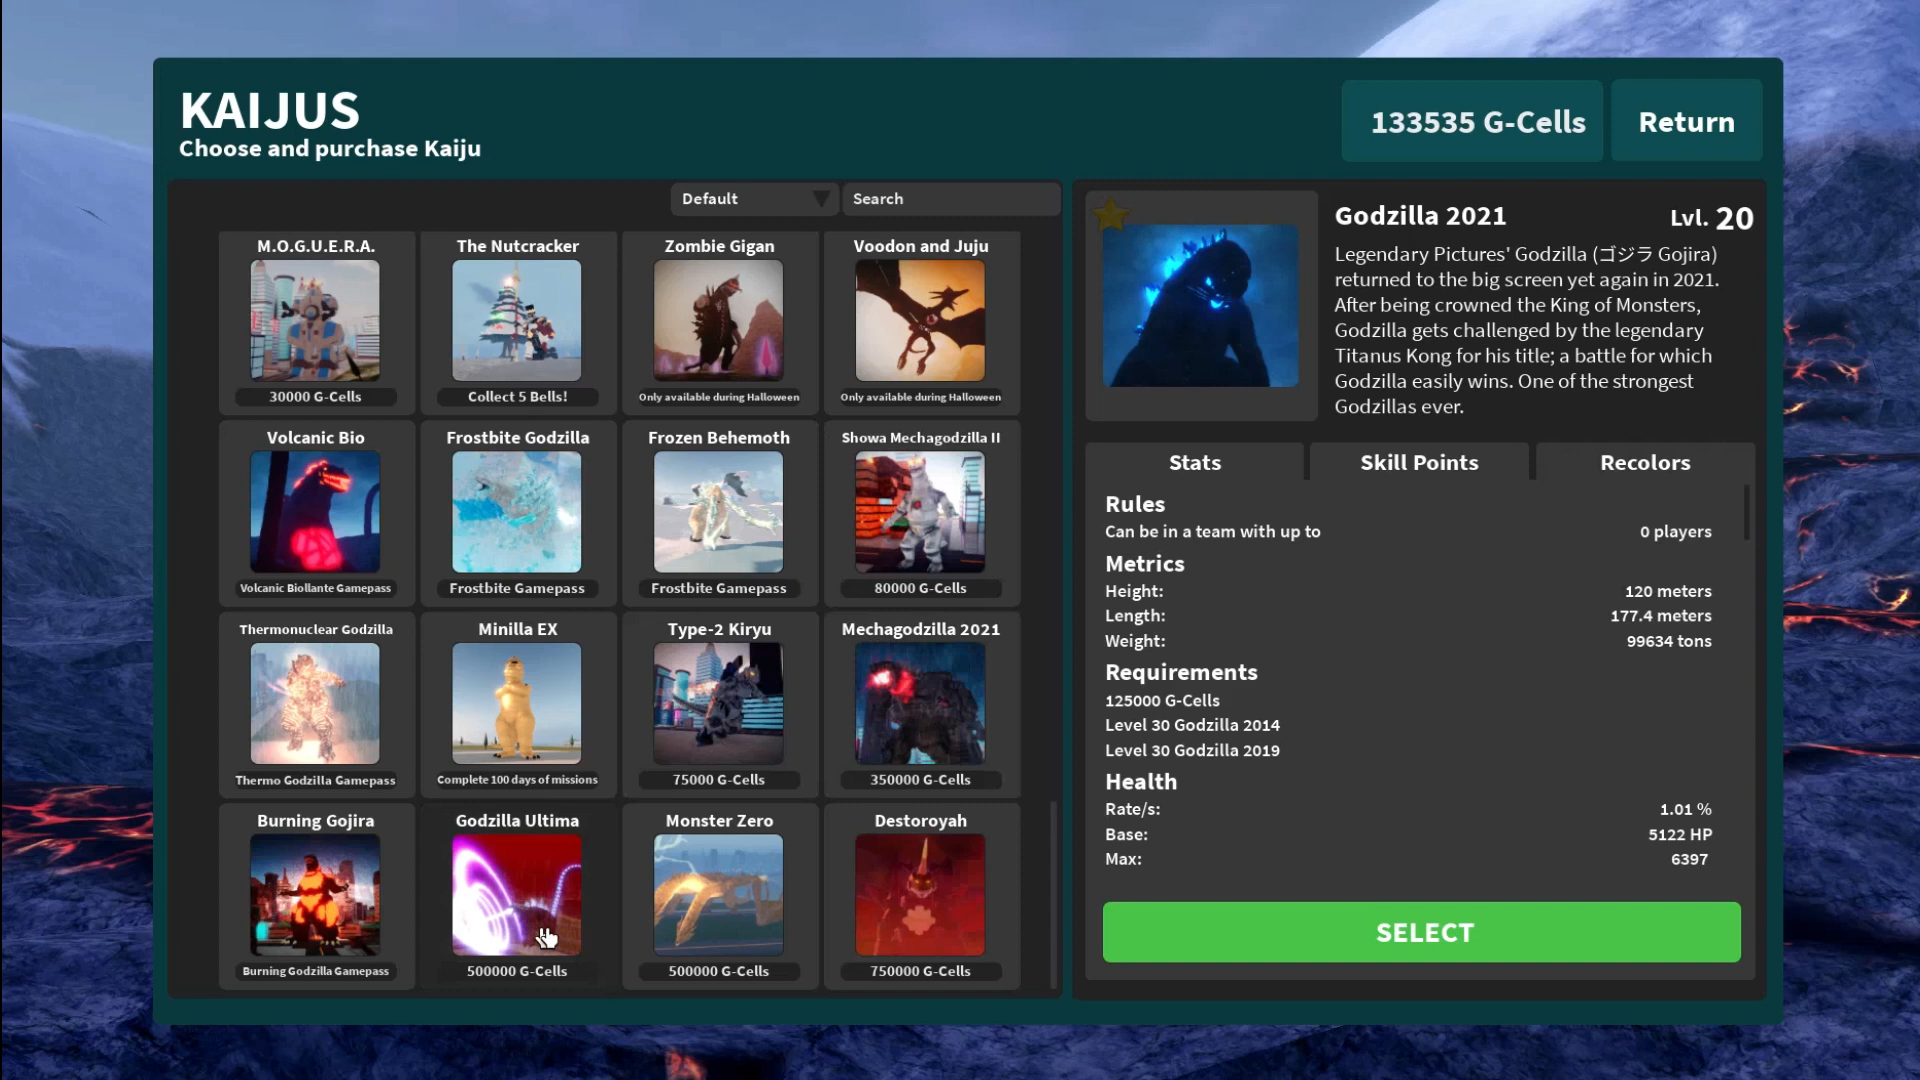 KAIJUS
Choose and purchase Kaiju
133535 G-Cells
Return
Default
Search
M.O.G.U.E.R.A.
The Nutcracker
Zombie Gigan
Voodon and Juju
30000 G-Cells
Collect 5 Bells!
Only available during Halloween
Only available during Halloween
Volcanic Bio
Frostbite Godzilla
Frozen Behemoth
Showa Mechagodzilla II
Volcanic Biollante Gamepass
Frostbite Gamepass
Frostbite Gamepass
80000 G-Cells
Thermonuclear Godzilla
Minilla EX
Type-2 Kiryu
Mechagodzilla 2021
Thermo Godzilla Gamepass
Complete 100 days of missions
75000 G-Cells
350000 G-Cells
Burning Gojira
Godzilla Ultima
Monster Zero
Destoroyah
Burning Godzilla Gamepass
500000 G-Cells
500000 G-Cells
750000 G-Cells
Godzilla 2021
Lvl. 20
Legendary Pictures' Godzilla (ゴジラ Gojira)
returned to the big screen yet again in 2021.
After being crowned the King of Monsters,
Godzilla gets challenged by the legendary
Titanus Kong for his title; a battle for which
Godzilla easily wins. One of the strongest
Godzillas ever.
Stats
Skill Points
Recolors
Rules
Can be in a team with up to 0 players
Metrics
Height: 120 meters
Length: 177.4 meters
Weight: 99634 tons
Requirements
125000 G-Cells
Level 30 Godzilla 2014
Level 30 Godzilla 2019
Health
Rate/s: 1.01 %
Base: 5122 HP
Max: 6397
SELECT